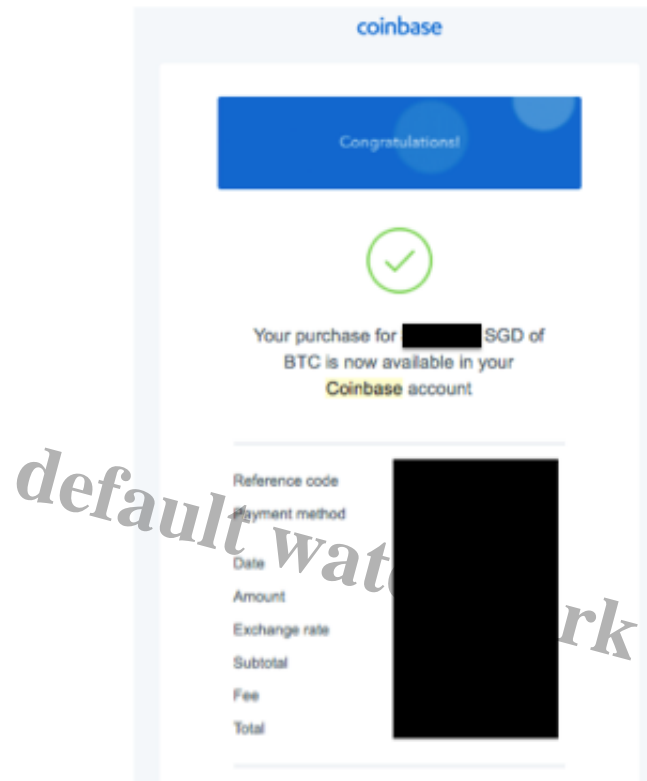 coinbase
Congratulations!
Your purchase for SGD of
BTC is now available in your
Coinbase account
Reference code
Payment method
Date
Amount
Exchange rate
Subtotal
Fee
Total
default